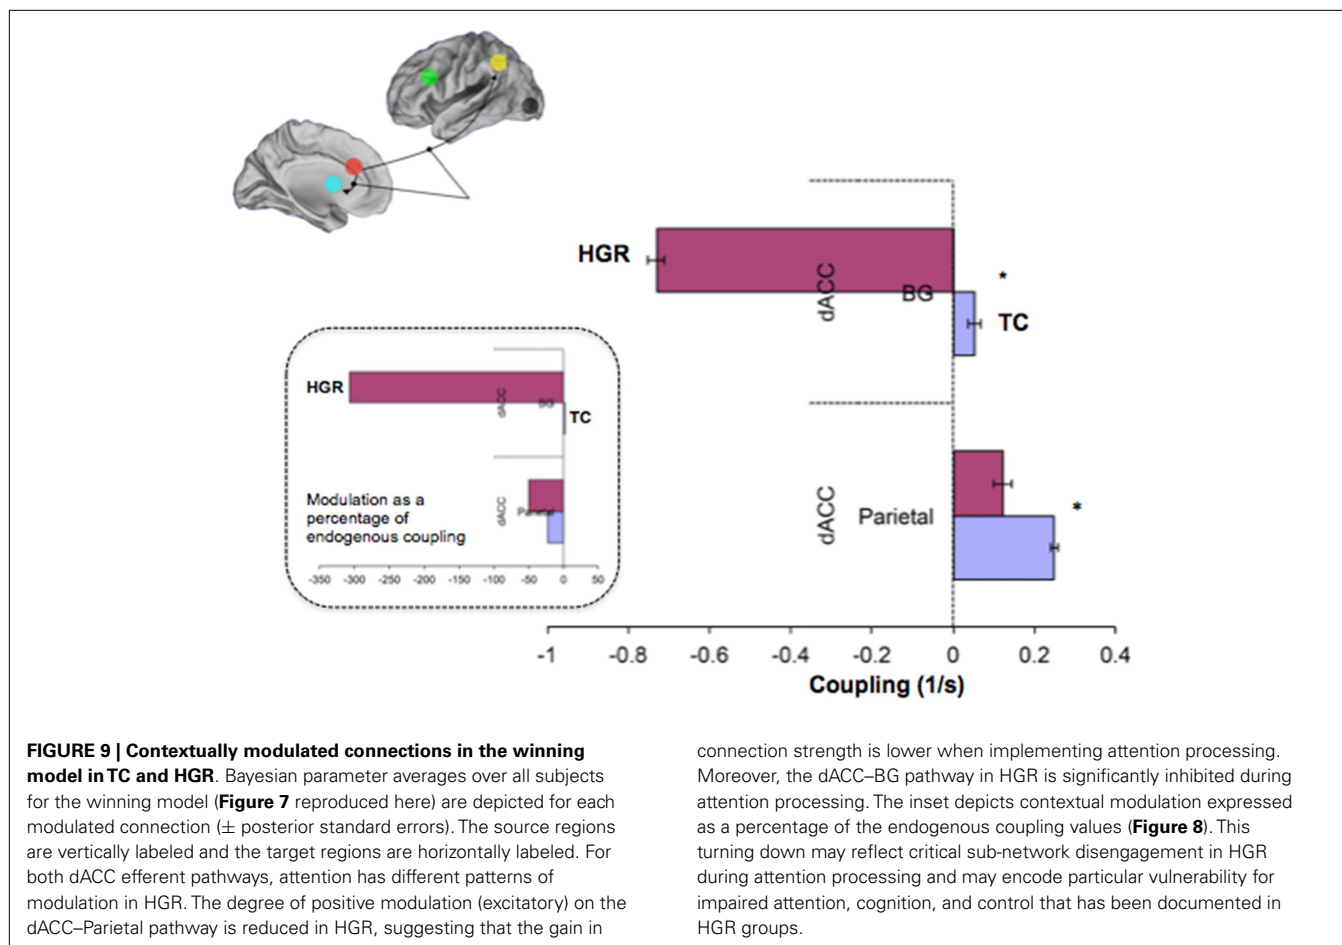 HGR
dACC
BG
*
TC
HGR
dACC
BG
TC
dACC
Parietal
*
Modulation as a
percentage of
endogenous coupling
dACC
Parietal
-350 -300 -250 -200 -150 -100 -50 0 50
-1 -0.8 -0.6 -0.4 -0.2 0 0.2 0.4
Coupling (1/s)
FIGURE 9 | Contextually modulated connections in the winning
model in TC and HGR. Bayesian parameter averages over all subjects
for the winning model (Figure 7 reproduced here) are depicted for each
modulated connection (± posterior standard errors). The source regions
are vertically labeled and the target regions are horizontally labeled. For
both dACC efferent pathways, attention has different patterns of
modulation in HGR. The degree of positive modulation (excitatory) on the
dACC–Parietal pathway is reduced in HGR, suggesting that the gain in
connection strength is lower when implementing attention processing.
Moreover, the dACC–BG pathway in HGR is significantly inhibited during
attention processing. The inset depicts contextual modulation expressed
as a percentage of the endogenous coupling values (Figure 8). This
turning down may reflect critical sub-network disengagement in HGR
during attention processing and may encode particular vulnerability for
impaired attention, cognition, and control that has been documented in
HGR groups.